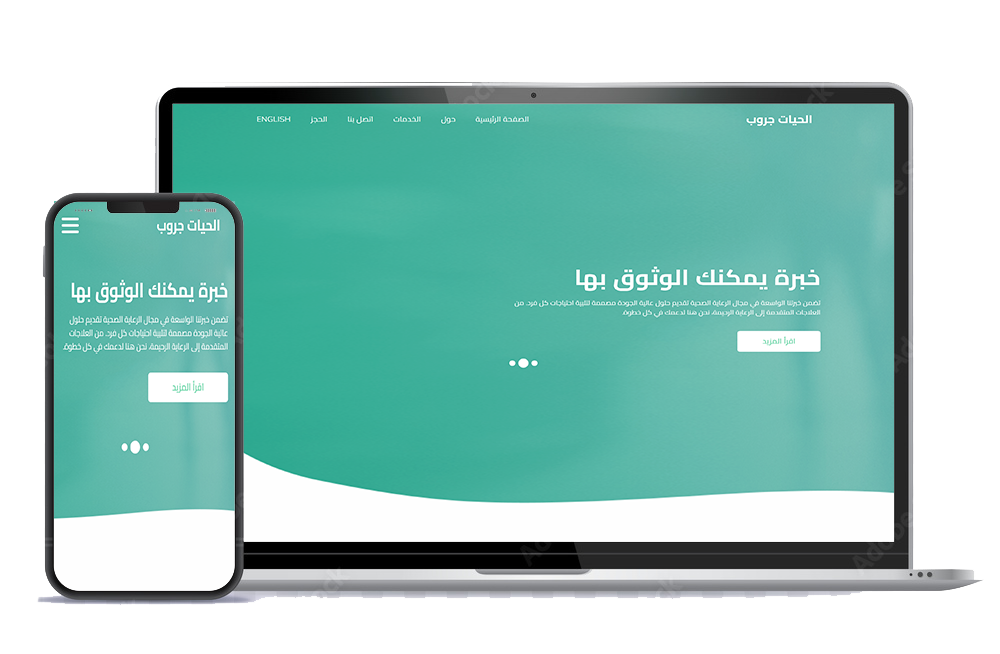 الحيات جروب
الصفحة الرئيسية حول الخدمات اتصل بنا الحجز ENGLISH
خبرة يمكنك الوثوق بها
تضمن خبرتنا الواسعة في مجال الرعاية الصحية تقديم حلول عالية الجودة مصممة لتلبية احتياجات كل فرد. من
العلاجات المتقدمة إلى الرعاية الرحيمة، نحن هنا لدعمك في كل خطوة.
اقرأ المزيد
الحيات جروب
خبرة يمكنك الوثوق بها
تضمن خبرتنا الواسعة في مجال الرعاية الصحية تقديم حلول
عالية الجودة مصممة لتلبية احتياجات كل فرد. من العلاجات
المتقدمة إلى الرعاية الرحيمة، نحن هنا لدعمك في كل خطوة.
اقرأ المزيد